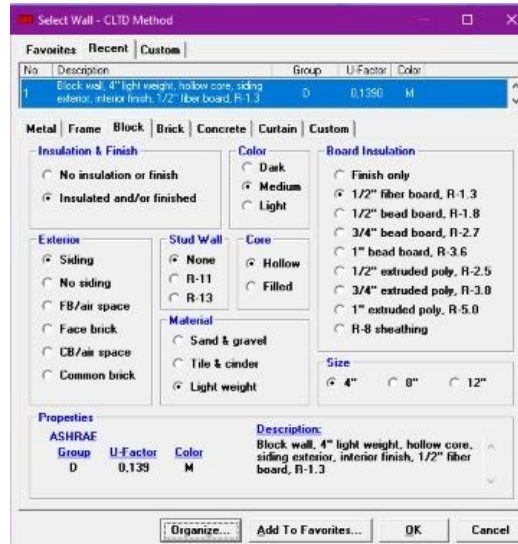 Select Wall - CLTD Method
Favorites Recent Custom
No. Description Group U-Factor Color
1 Block wall, 4" light weight, hollow core, siding D 0,1390 M
exterior, interior finish, 1/2" fiber board, R-1.3
Metal Frame Block Brick Concrete Curtain Custom
Insulation & Finish
No insulation or finish
Insulated and/or finished
Color
Dark
Medium
Light
Board Insulation
Finish only
1/2" fiber board, R-1.3
1/2" bead board, R-1.8
3/4" bead board, R-2.7
1" bead board, R-3.6
1/2" extruded poly, R-2.5
3/4" extruded poly, R-3.8
1" extruded poly, R-5.0
R-8 sheathing
Exterior
Siding
No siding
FB/air space
Face brick
CB/air space
Common brick
Stud Wall
None
R-11
R-13
Core
Hollow
Filled
Material
Sand & gravel
Tile & cinder
Light weight
Size
4" 8" 12"
Properties
ASHRAE
Group U-Factor Color
D 0,139 M
Description:
Block wall, 4" light weight, hollow core,
siding exterior, interior finish, 1/2" fiber
board, R-1.3
Organize... Add To Favorites... OK Cancel